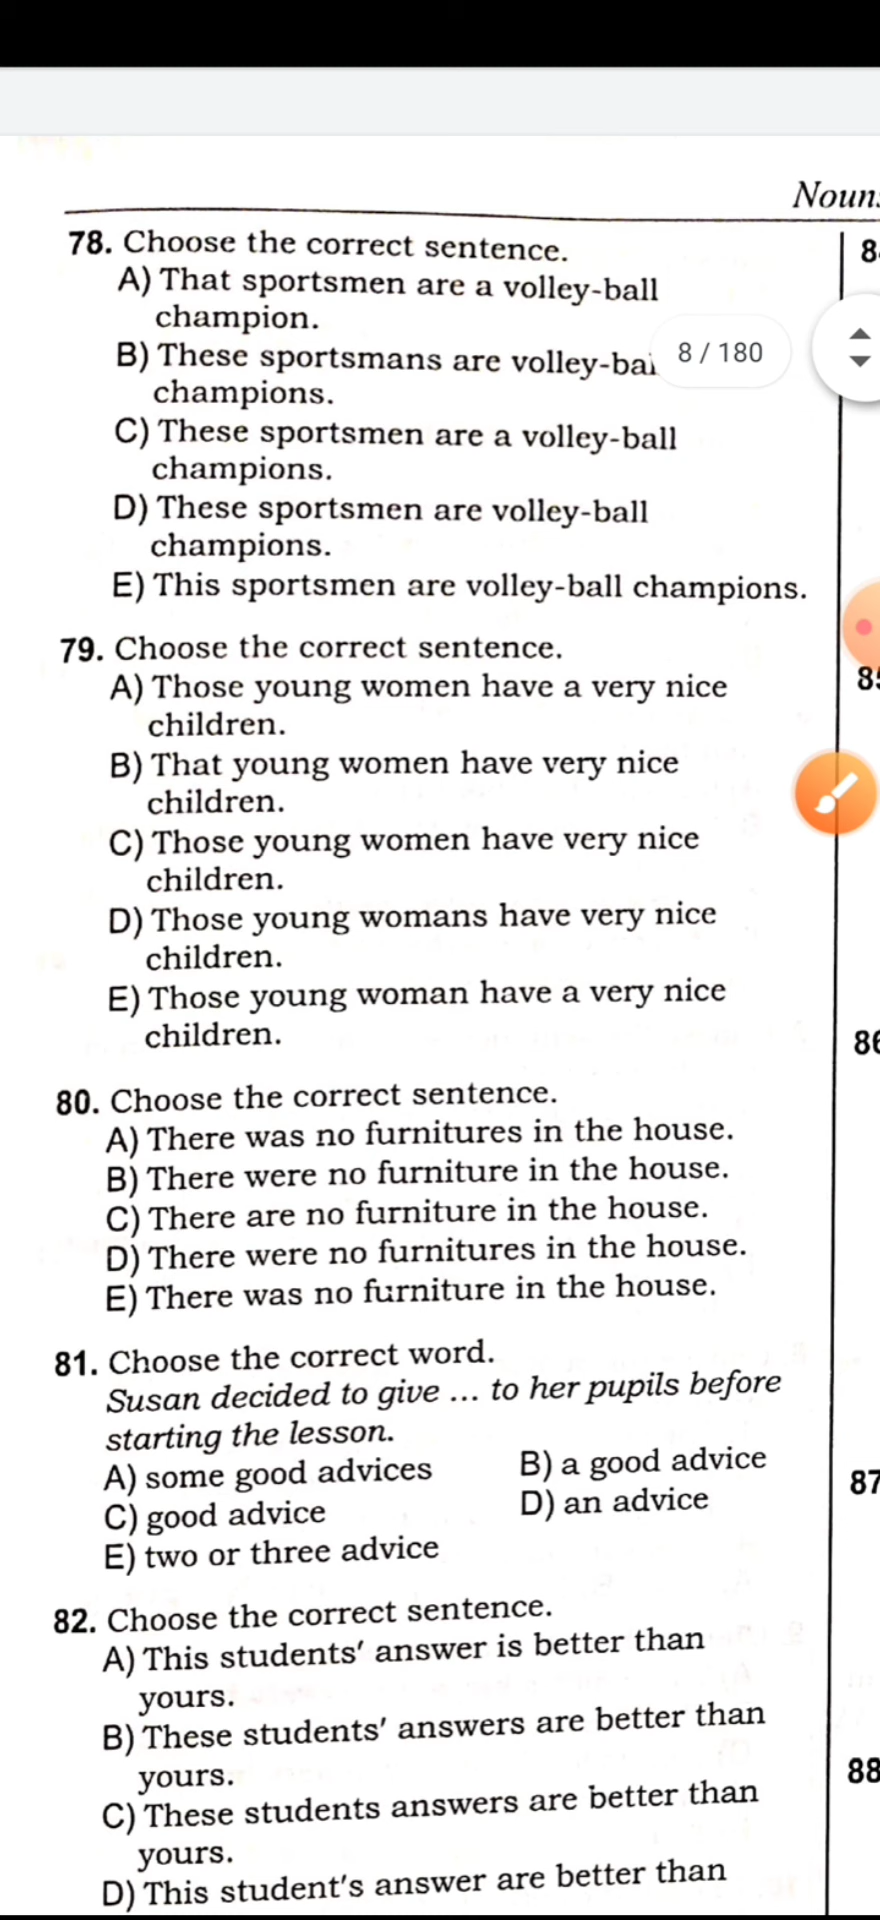 Noun
78. Choose the correct sentence.
A) That sportsmen are a volley-ball
champion.
B) These sportsmans are volley-bal
8 / 180
champions.
C) These sportsmen are a volley-ball
champions.
D) These sportsmen are volley-ball
champions.
E) This sportsmen are volley-ball champions.
79. Choose the correct sentence.
A) Those young women have a very nice
children.
B) That young women have very nice
children.
C) Those young women have very nice
children.
D) Those young womans have very nice
children.
E) Those young woman have a very nice
children.
80. Choose the correct sentence.
A) There was no furnitures in the house.
B) There were no furniture in the house.
C) There are no furniture in the house.
D) There were no furnitures in the house.
E) There was no furniture in the house.
81. Choose the correct word.
Susan decided to give ... to her pupils before
starting the lesson.
A) some good advices
B) a good advice
C) good advice
D) an advice
E) two or three advice
82. Choose the correct sentence.
A) This students' answer is better than
yours.
B) These students' answers are better than
yours.
C) These students answers are better than
yours.
D) This student's answer are better than
8
8
86
87
88